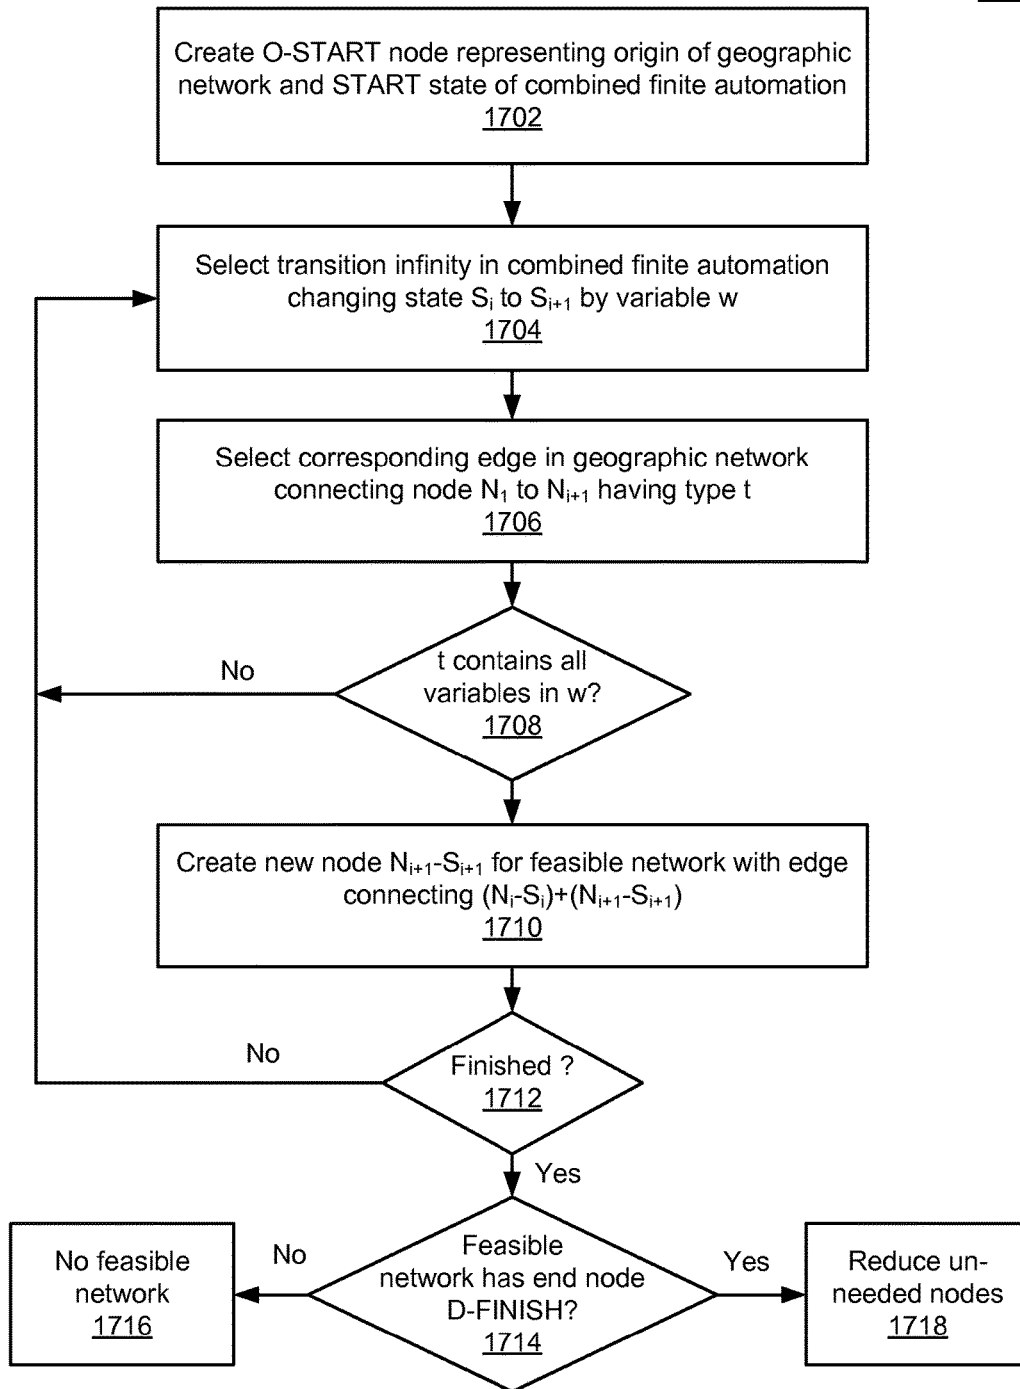 Create O-START node representing origin of geographic
network and START state of combined finite automation
1702
Select transition infinity in combined finite automation
changing state Sᵢ to Sᵢ₊₁ by variable w
1704
Select corresponding edge in geographic network
connecting node N₁ to Nᵢ₊₁ having type t
1706
t contains all
variables in w?
1708
No
Create new node Nᵢ₊₁-Sᵢ₊₁ for feasible network with edge
connecting (Nᵢ-Sᵢ)+(Nᵢ₊₁-Sᵢ₊₁)
1710
No
Finished ?
1712
Yes
No feasible
network
1716
No
Feasible
network has end node
D-FINISH?
1714
Yes
Reduce un-
needed nodes
1718